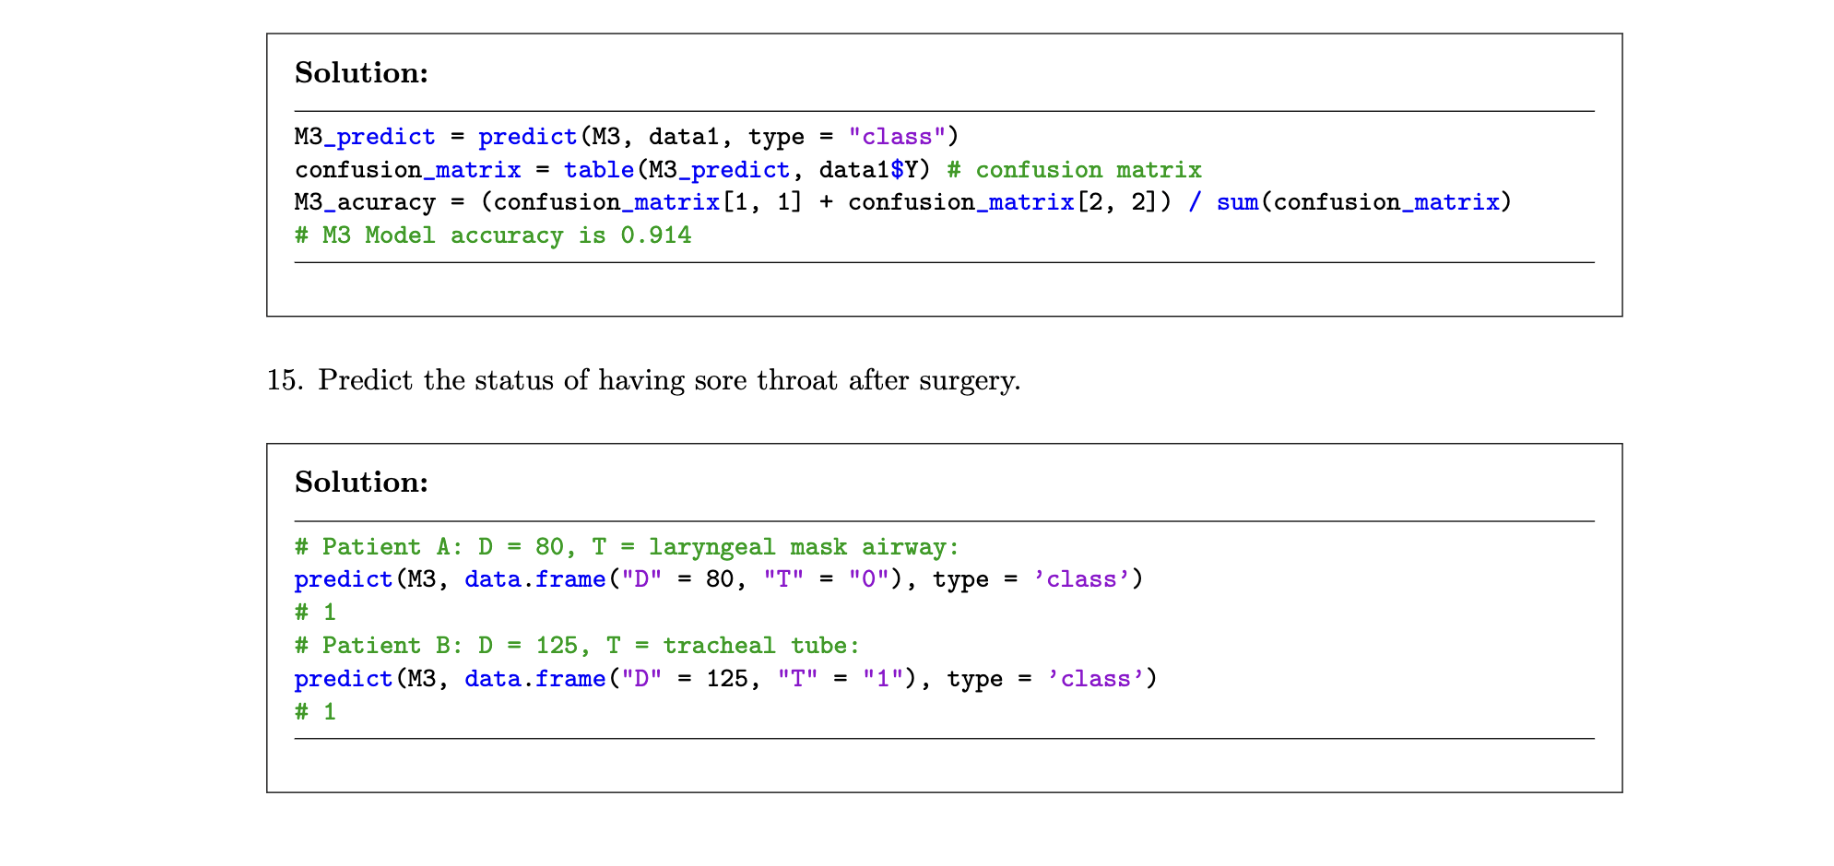 Solution:
M3_predict = predict(M3, data1, type = "class")
confusion_matrix = table(M3_predict, data1$Y) # confusion matrix
M3_acuracy = (confusion_matrix[1, 1] + confusion_matrix[2, 2]) / sum(confusion_matrix)
# M3 Model accuracy is 0.914
15. Predict the status of having sore throat after surgery.
Solution:
# Patient A: D = 80, T = laryngeal mask airway:
predict(M3, data.frame("D" = 80, "T" = "0"), type = ’class’)
# 1
# Patient B: D = 125, T = tracheal tube:
predict(M3, data.frame("D" = 125, "T" = "1"), type = ’class’)
# 1